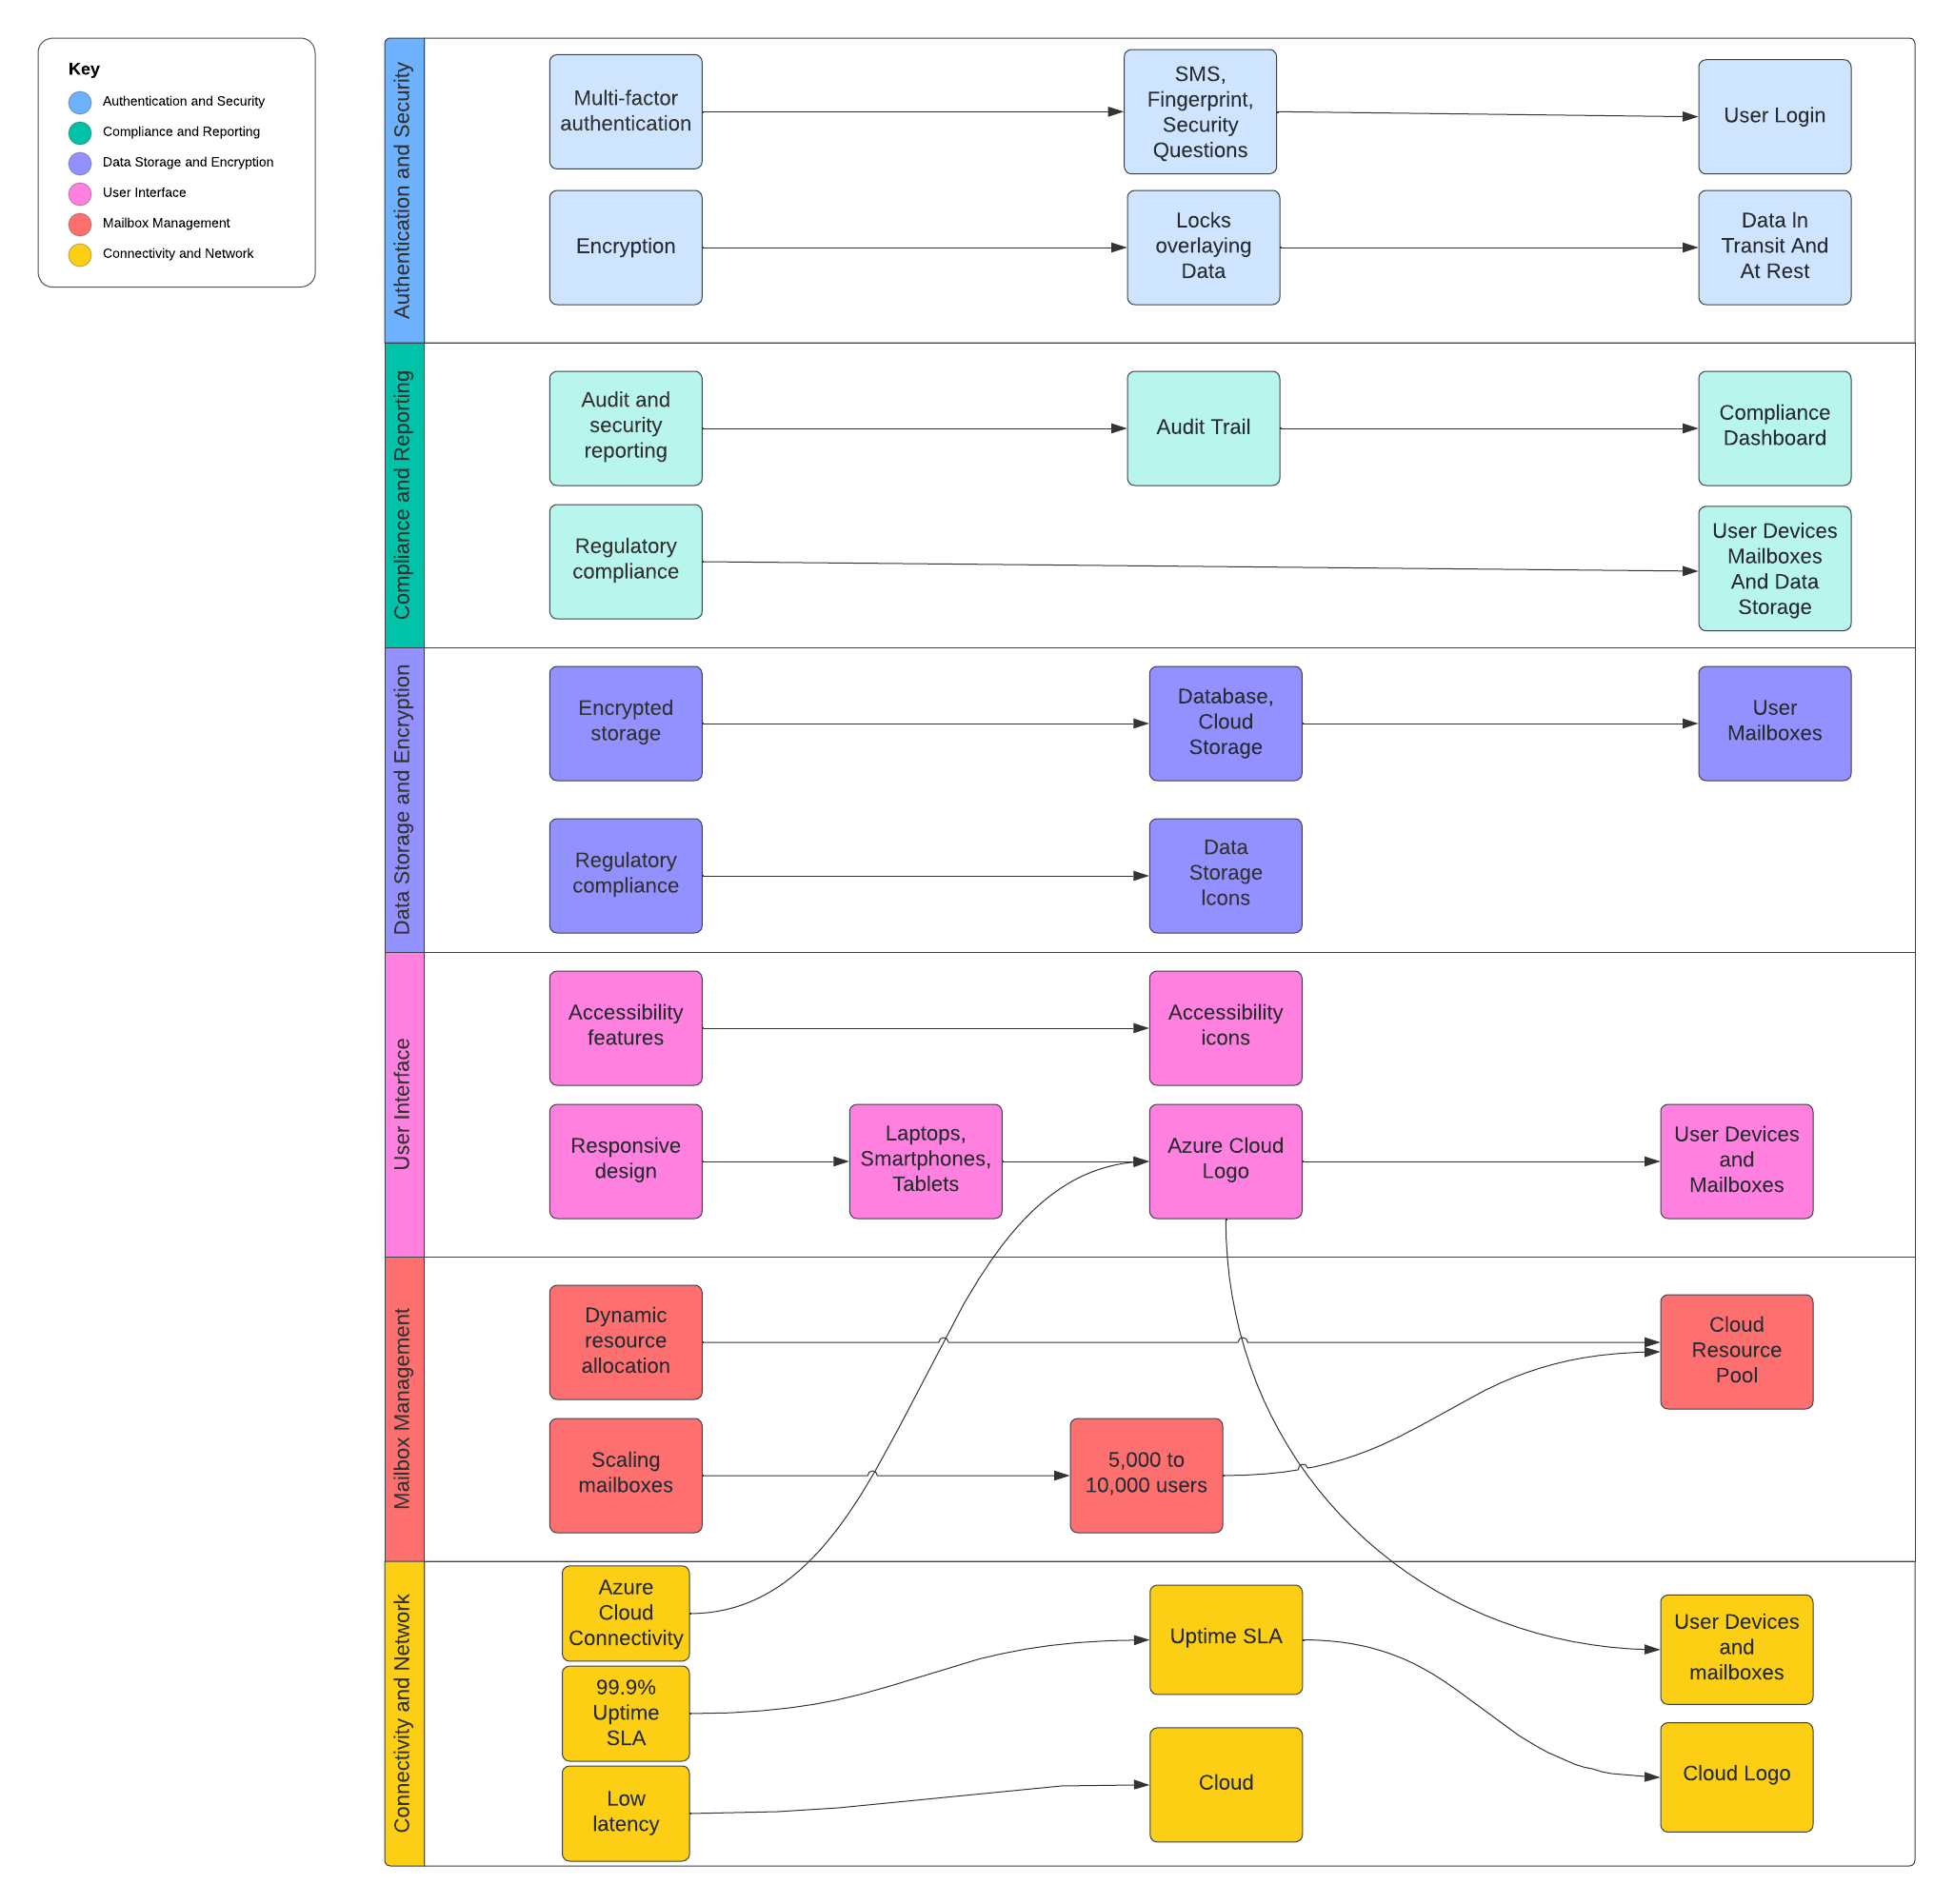 Key
Authentication and Security
Compliance and Reporting
Data Storage and Encryption
User Interface
Mailbox Management
Connectivity and Network
Authentication and Security
Multi-factor
authentication
SMS,
Fingerprint,
Security
Questions
User Login
Encryption
Locks
overlaying
Data
Data In
Transit And
At Rest
Compliance and Reporting
Audit and
security
reporting
Audit Trail
Compliance
Dashboard
Regulatory
compliance
User Devices
Mailboxes
And Data
Storage
Data Storage and Encryption
Encrypted
storage
Database,
Cloud
Storage
User
Mailboxes
Regulatory
compliance
Data
Storage
Icons
User Interface
Accessibility
features
Accessibility
icons
Responsive
design
Laptops,
Smartphones,
Tablets
Azure Cloud
Logo
User Devices
and
Mailboxes
Mailbox Management
Dynamic
resource
allocation
Cloud
Resource
Pool
Scaling
mailboxes
5,000 to
10,000 users
Connectivity and Network
Azure
Cloud
Connectivity
Uptime SLA
User Devices
and
mailboxes
99.9%
Uptime
SLA
Cloud
Cloud Logo
Low
latency